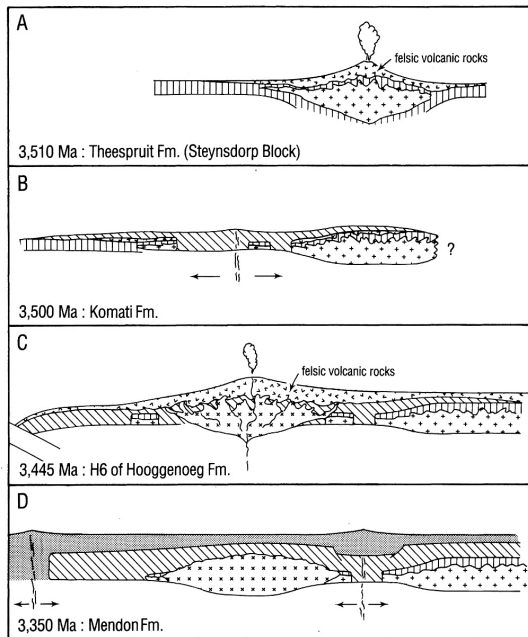 A
felsic volcanic rocks
3,510 Ma : Theespruit Fm. (Steynsdorp Block)
B
?
3,500 Ma : Komati Fm.
C
felsic volcanic rocks
3,445 Ma : H6 of Hooggenoeg Fm.
D
3,350 Ma : Mendon Fm.